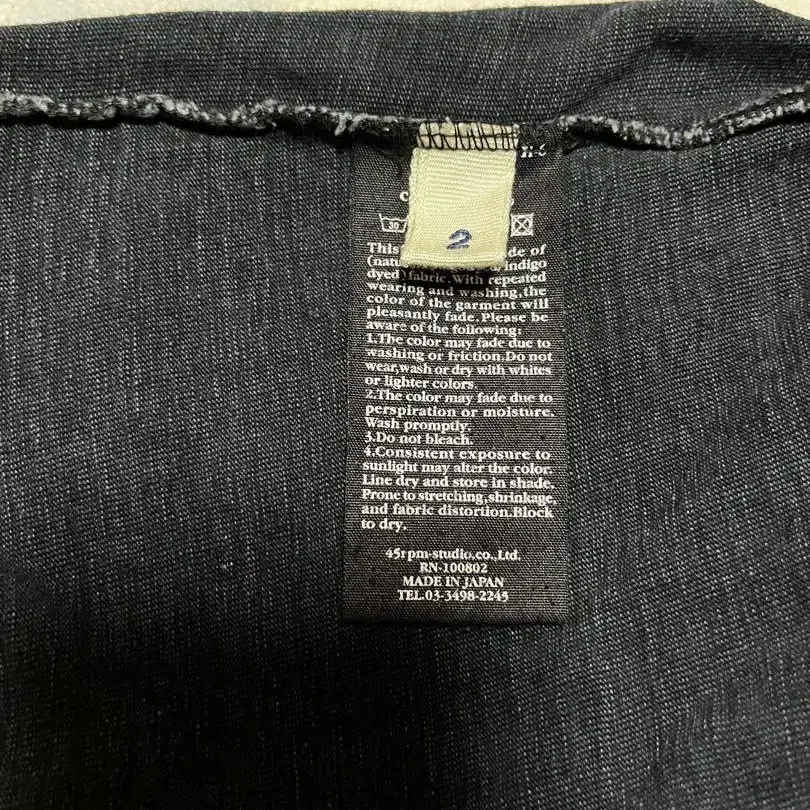 2
30
This de of
indigo
dyed fabric.With repeated
wearing and washing,the
color of the garment will
pleasantly fade.Please be
aware of the following:
1.The color may fade due to
washing or friction.Do not
wear,wash or dry with whites
or lighter colors.
2.The color may fade due to
perspiration or moisture.
Wash promptly.
3.Do not bleach.
4.Consistent exposure to
sunlight may alter the color.
Line dry and store in shade.
Prone to stretching,shrinkage,
and fabric distortion.Block
to dry.
45rpm-studio.co.,Ltd.
RN-100802
MADE IN JAPAN
TEL.03-3498-2245